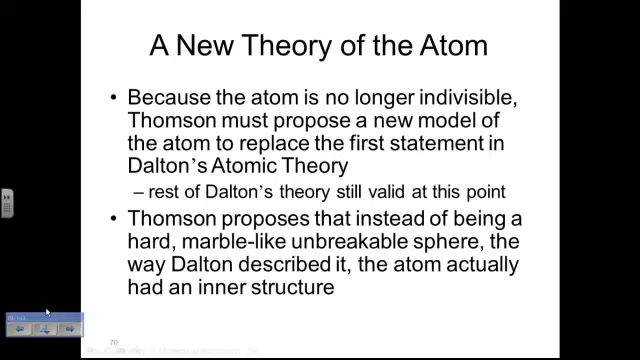 A New Theory of the Atom
• Because the atom is no longer indivisible,
Thomson must propose a new model of
the atom to replace the first statement in
Dalton's Atomic Theory
– rest of Dalton's theory still valid at this point
• Thomson proposes that instead of being a
hard, marble-like unbreakable sphere, the
way Dalton described it, the atom actually
had an inner structure
70